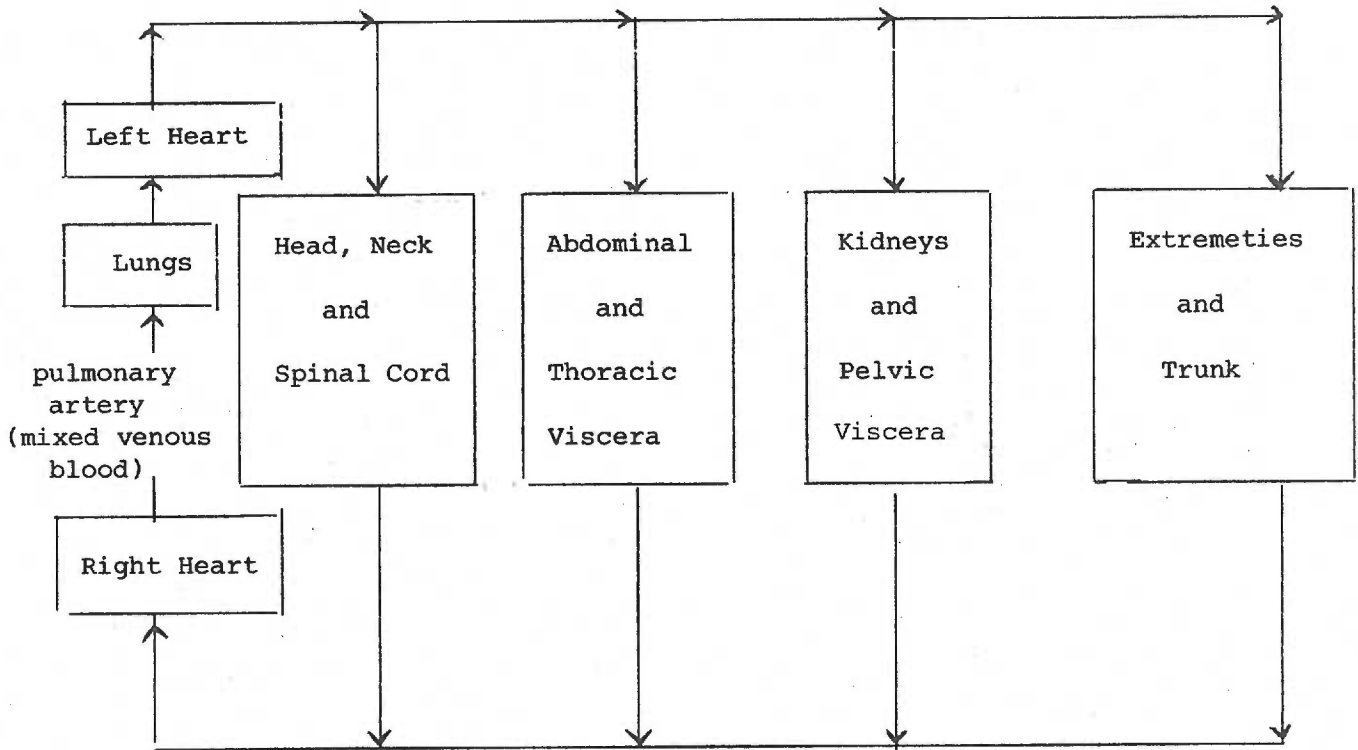 Left Heart
Lungs
pulmonary
artery
(mixed venous
blood)
Right Heart
Head, Neck
and
Spinal Cord
Abdominal
and
Thoracic
Viscera
Kidneys
and
Pelvic
Viscera
Extremeties
and
Trunk